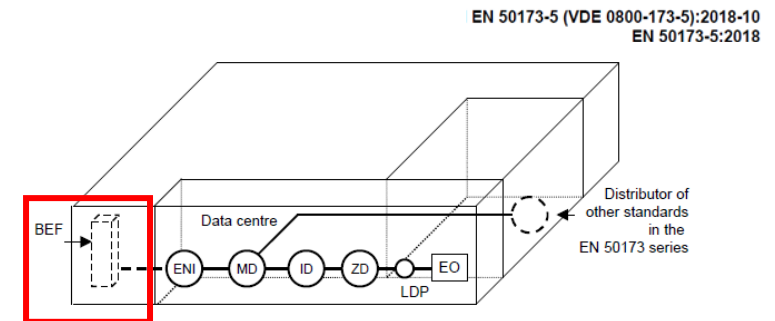 EN 50173-5 (VDE 0800-173-5):2018-10
EN 50173-5:2018
Distributor of
other standards
in the
EN 50173 series
BEF
Data centre
ENI
MD
ID
ZD
EO
LDP